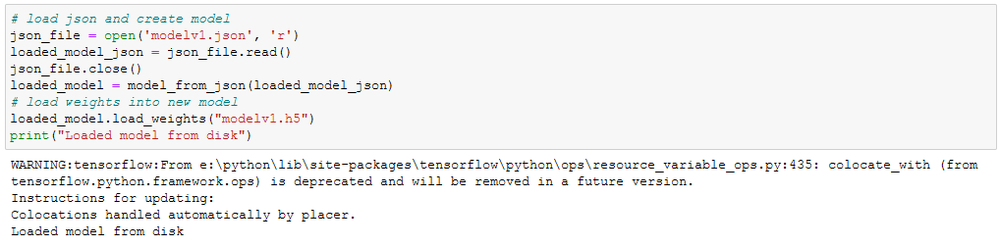 # load json and create model
json_file = open('modelv1.json', 'r')
loaded_model_json = json_file.read()
json_file.close()
loaded_model = model_from_json(loaded_model_json)
# load weights into new model
loaded_model.load_weights("modelv1.h5")
print("Loaded model from disk")
WARNING:tensorflow:From e:\python\lib\site-packages\tensorflow\python\ops\resource_variable_ops.py:435: colocate_with (from
tensorflow.python.framework.ops) is deprecated and will be removed in a future version.
Instructions for updating:
Colocations handled automatically by placer.
Loaded model from disk